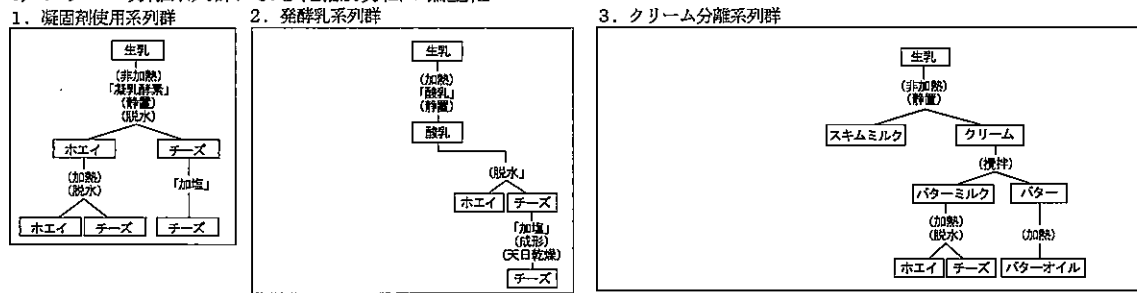 1. 凝固剤使用系列群
生乳
(非加熱)
「凝乳酵素」
(静置)
(脱水)
ホエイ
チーズ
(加熱)
(脱水)
「加塩」
ホエイ
チーズ
チーズ
2. 発酵乳系列群
生乳
(加熱)
「酸乳」
(静置)
酸乳
(脱水」
ホエイ
チーズ
「加塩」
(成形)
(天日乾燥)
チーズ
3. クリーム分離系列群
生乳
(非加熱)
(静置)
スキムミルク
クリーム
(攪拌)
バターミルク
バター
(加熱)
(脱水)
(加熱)
ホエイ
チーズ
バターオイル